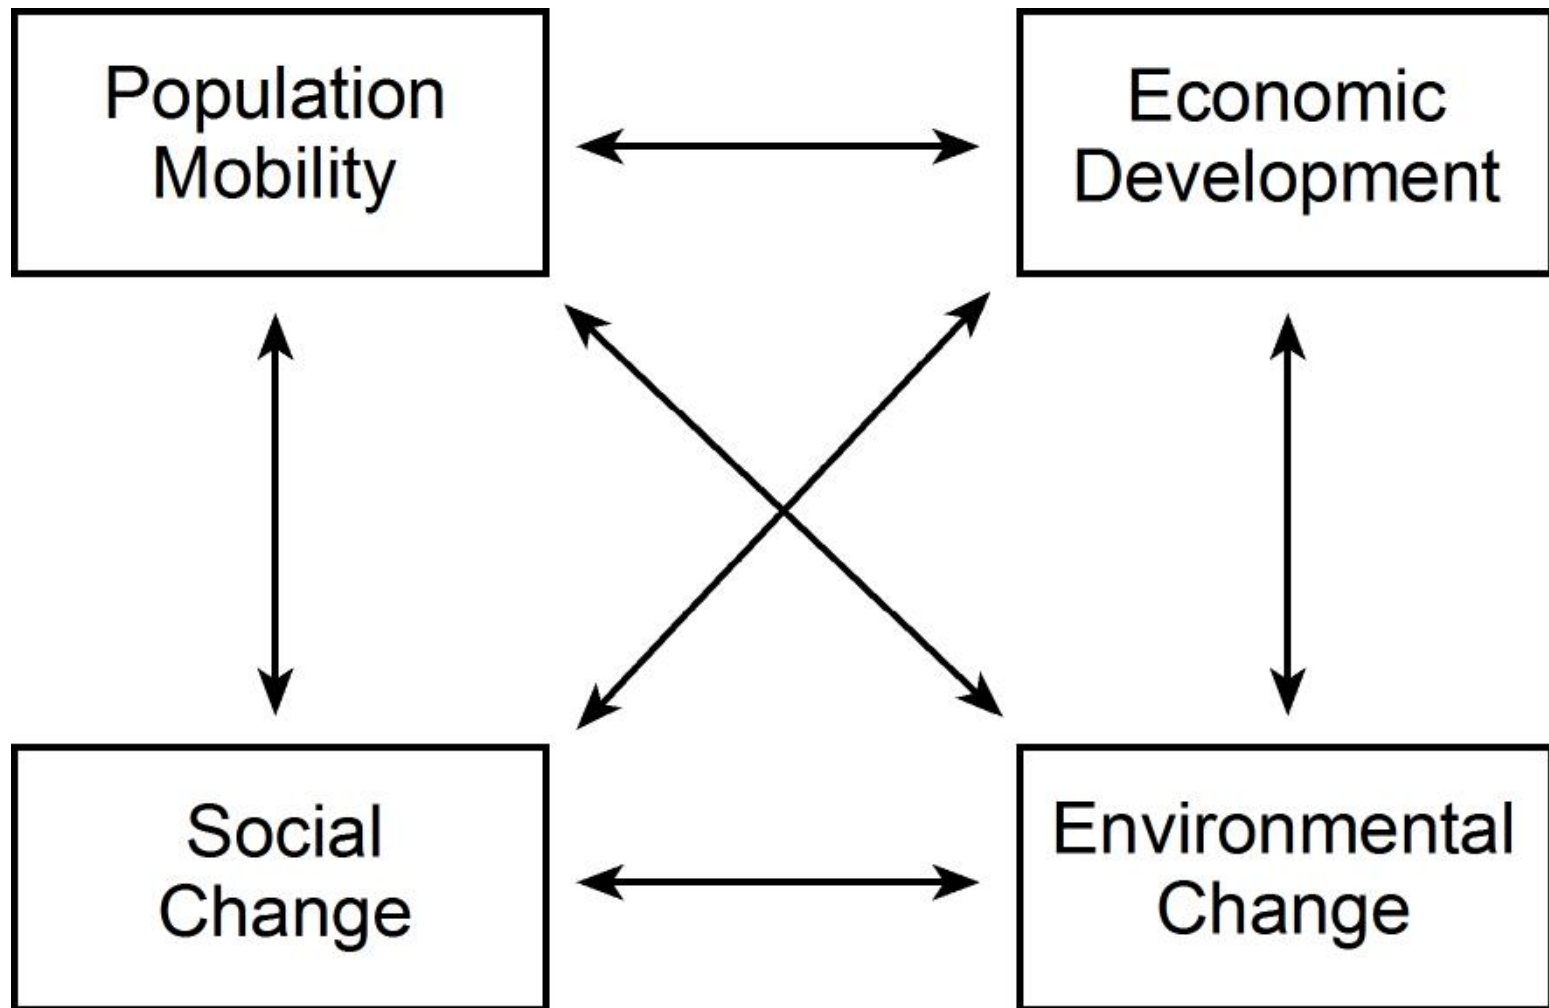 Population
Mobility
Economic
Development
Social
Change
Environmental
Change